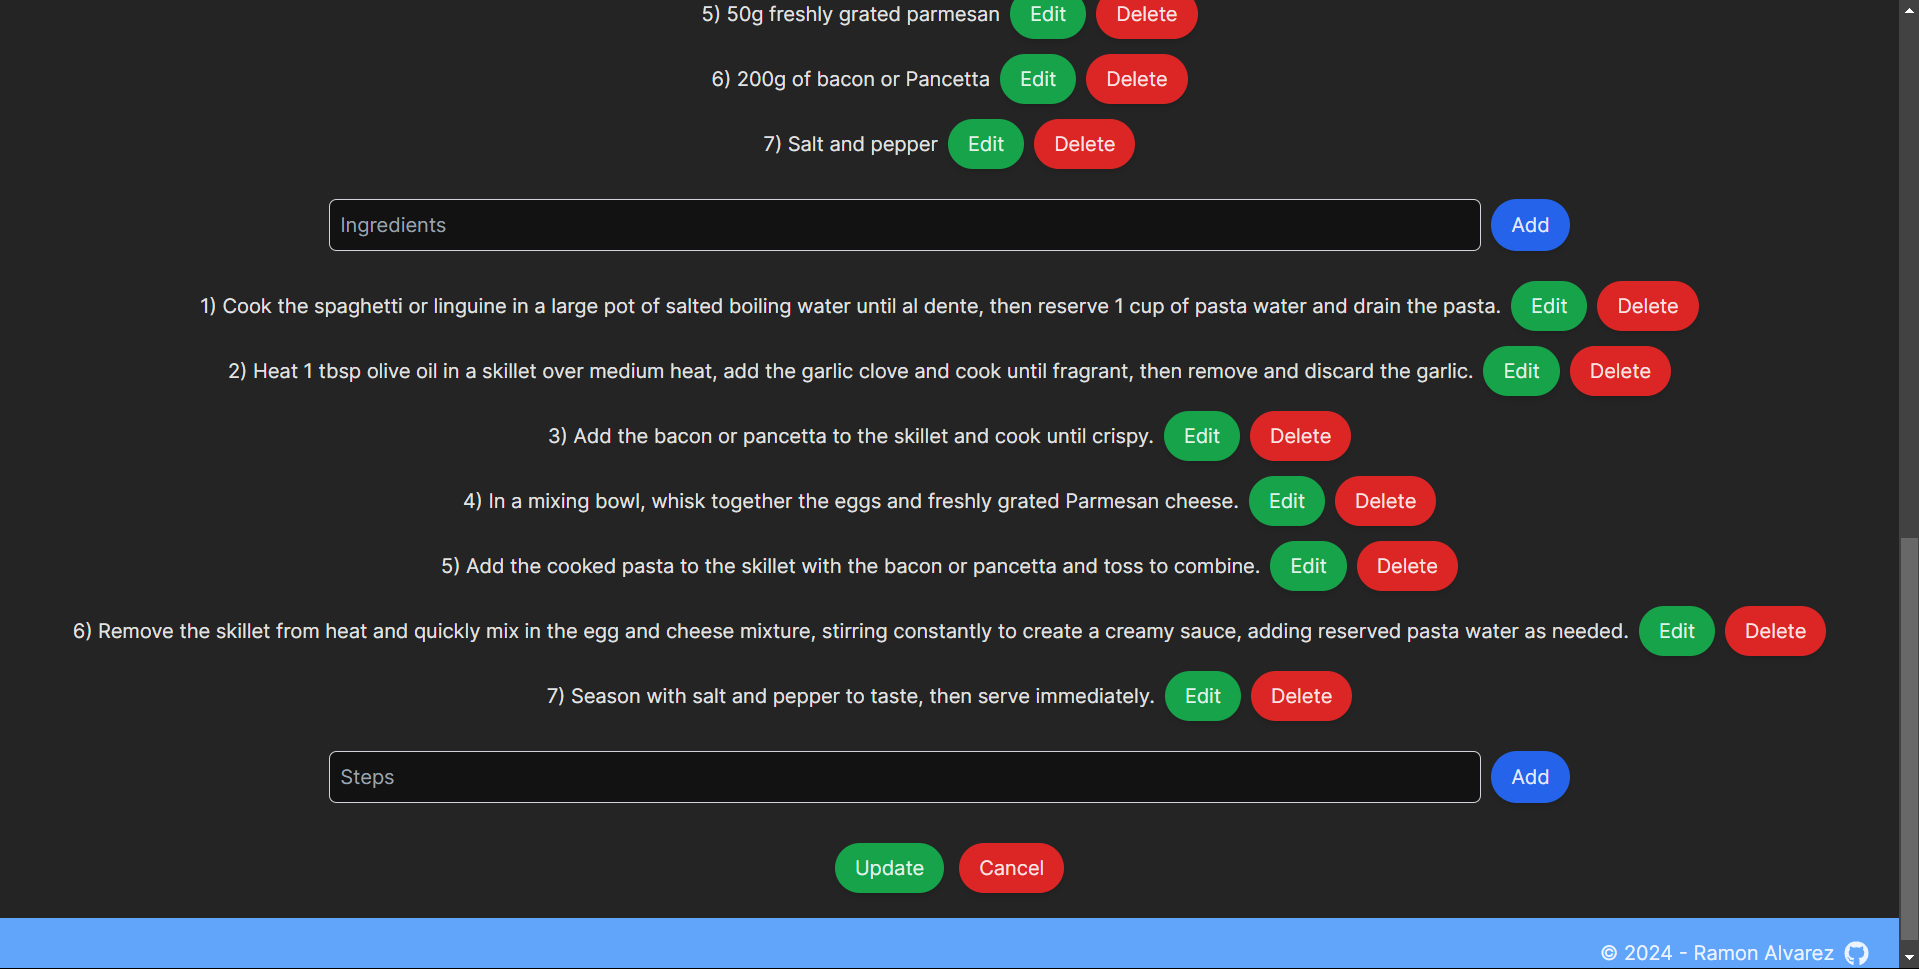 5) 50g freshly grated parmesan Edit Delete
6) 200g of bacon or Pancetta Edit Delete
7) Salt and pepper Edit Delete
Ingredients Add
1) Cook the spaghetti or linguine in a large pot of salted boiling water until al dente, then reserve 1 cup of pasta water and drain the pasta. Edit Delete
2) Heat 1 tbsp olive oil in a skillet over medium heat, add the garlic clove and cook until fragrant, then remove and discard the garlic. Edit Delete
3) Add the bacon or pancetta to the skillet and cook until crispy. Edit Delete
4) In a mixing bowl, whisk together the eggs and freshly grated Parmesan cheese. Edit Delete
5) Add the cooked pasta to the skillet with the bacon or pancetta and toss to combine. Edit Delete
6) Remove the skillet from heat and quickly mix in the egg and cheese mixture, stirring constantly to create a creamy sauce, adding reserved pasta water as needed. Edit Delete
7) Season with salt and pepper to taste, then serve immediately. Edit Delete
Steps Add
Update Cancel
© 2024 - Ramon Alvarez